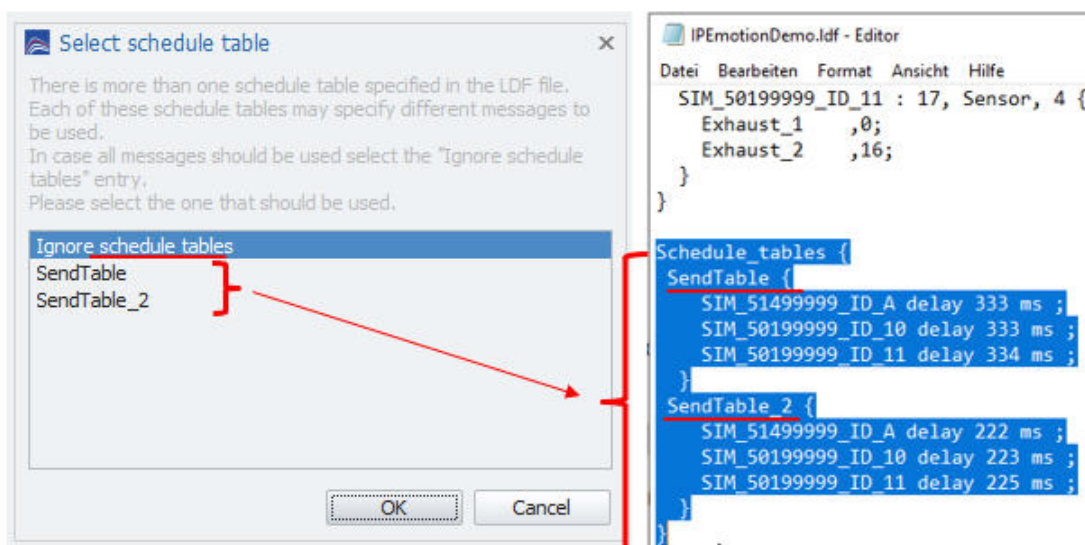 Select schedule table
There is more than one schedule table specified in the LDF file.
Each of these schedule tables may specify different messages to
be used.
In case all messages should be used select the "Ignore schedule
tables" entry.
Please select the one that should be used.
Ignore schedule tables
SendTable
SendTable_2
OK
Cancel
IPEmotionDemo.ldf - Editor
Datei Bearbeiten Format Ansicht Hilfe
SIM_50199999_ID_11 : 17, Sensor, 4 {
Exhaust_1 ,0;
Exhaust_2 ,16;
}
}
Schedule_tables {
SendTable {
SIM_51499999_ID_A delay 333 ms ;
SIM_50199999_ID_10 delay 333 ms ;
SIM_50199999_ID_11 delay 334 ms ;
}
SendTable_2 {
SIM_51499999_ID_A delay 222 ms ;
SIM_50199999_ID_10 delay 223 ms ;
SIM_50199999_ID_11 delay 225 ms ;
}
}